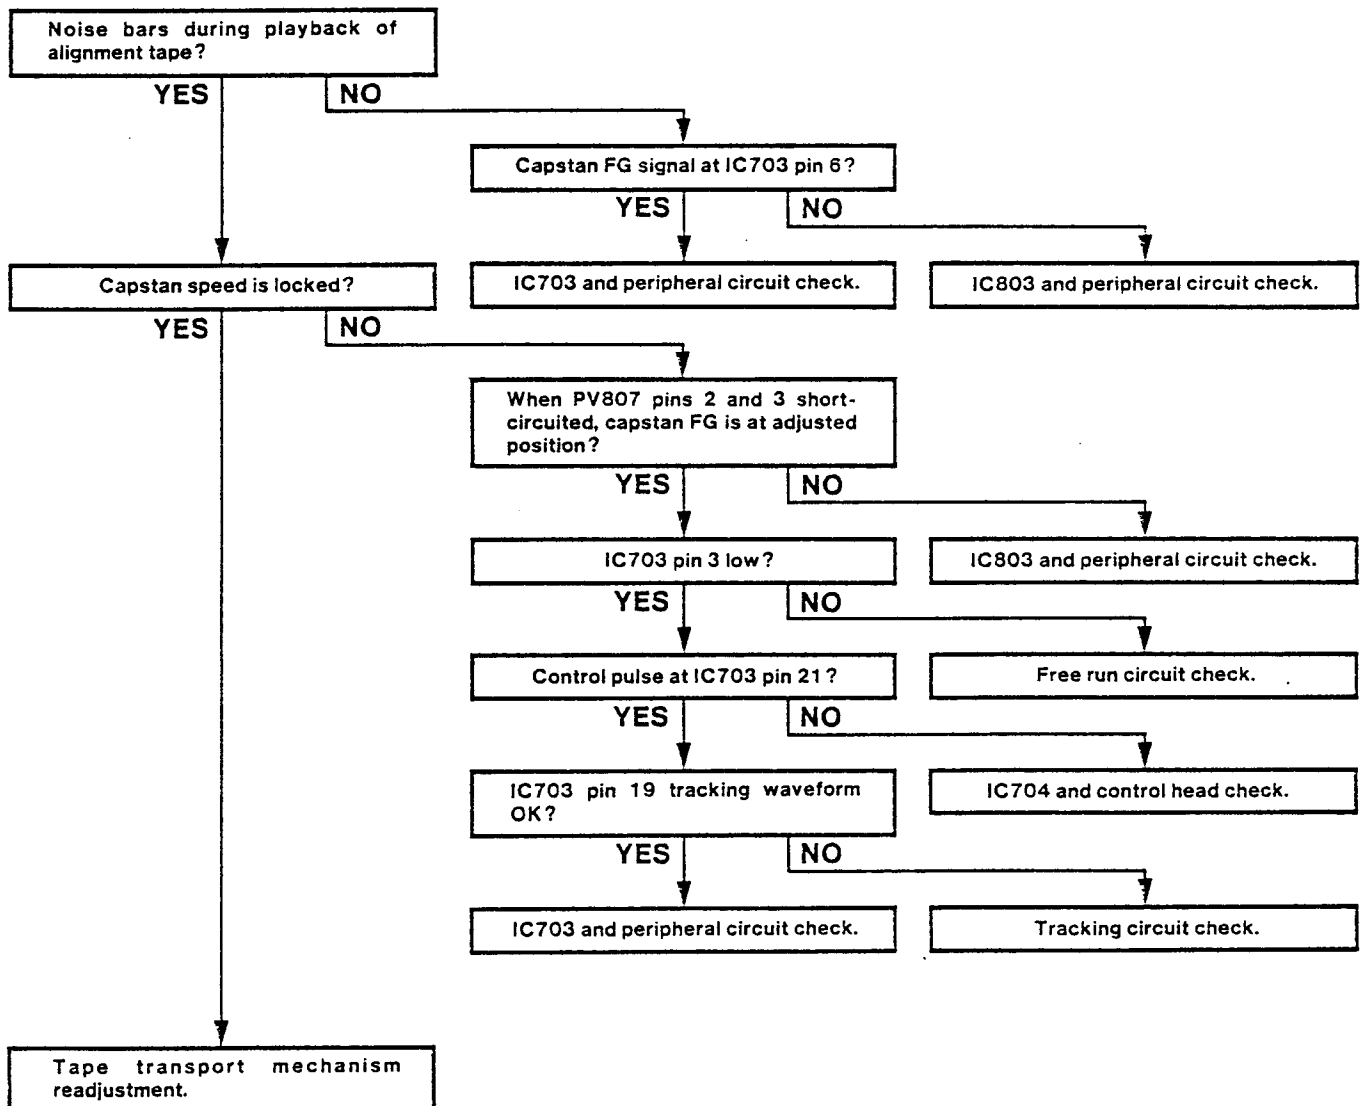 Noise bars during playback of
alignment tape?
YES
NO
Capstan FG signal at IC703 pin 6?
YES
NO
IC703 and peripheral circuit check.
IC803 and peripheral circuit check.
Capstan speed is locked?
YES
NO
When PV807 pins 2 and 3 short-
circuited, capstan FG is at adjusted
position?
YES
NO
IC703 pin 3 low?
IC803 and peripheral circuit check.
YES
NO
Control pulse at IC703 pin 21?
Free run circuit check.
YES
NO
IC703 pin 19 tracking waveform
OK?
IC704 and control head check.
YES
NO
IC703 and peripheral circuit check.
Tracking circuit check.
Tape transport mechanism
readjustment.